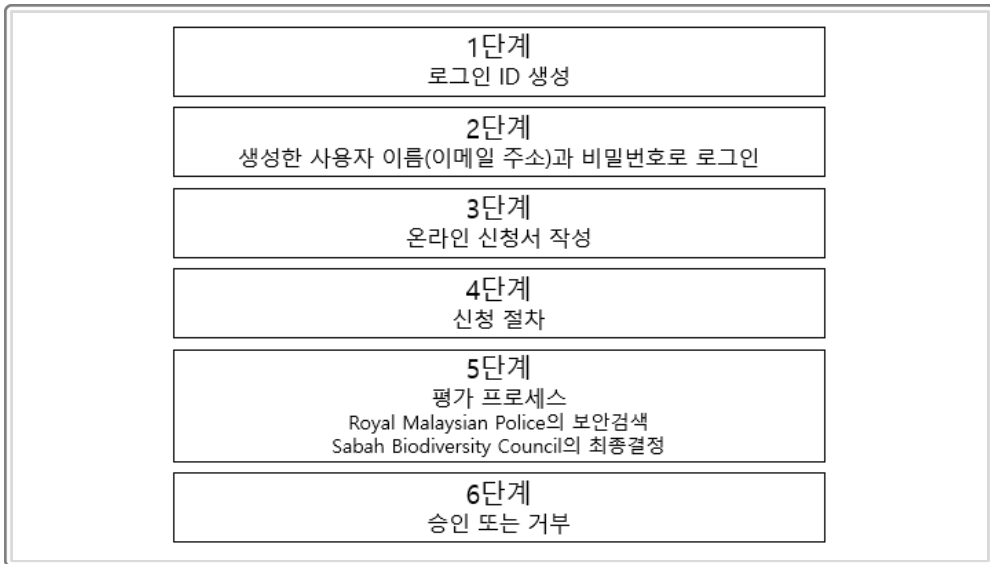 1단계
로그인 ID 생성
2단계
생성한 사용자 이름(이메일 주소)과 비밀번호로 로그인
3단계
온라인 신청서 작성
4단계
신청 절차
5단계
평가 프로세스
Royal Malaysian Police의 보안검색
Sabah Biodiversity Council의 최종결정
6단계
승인 또는 거부